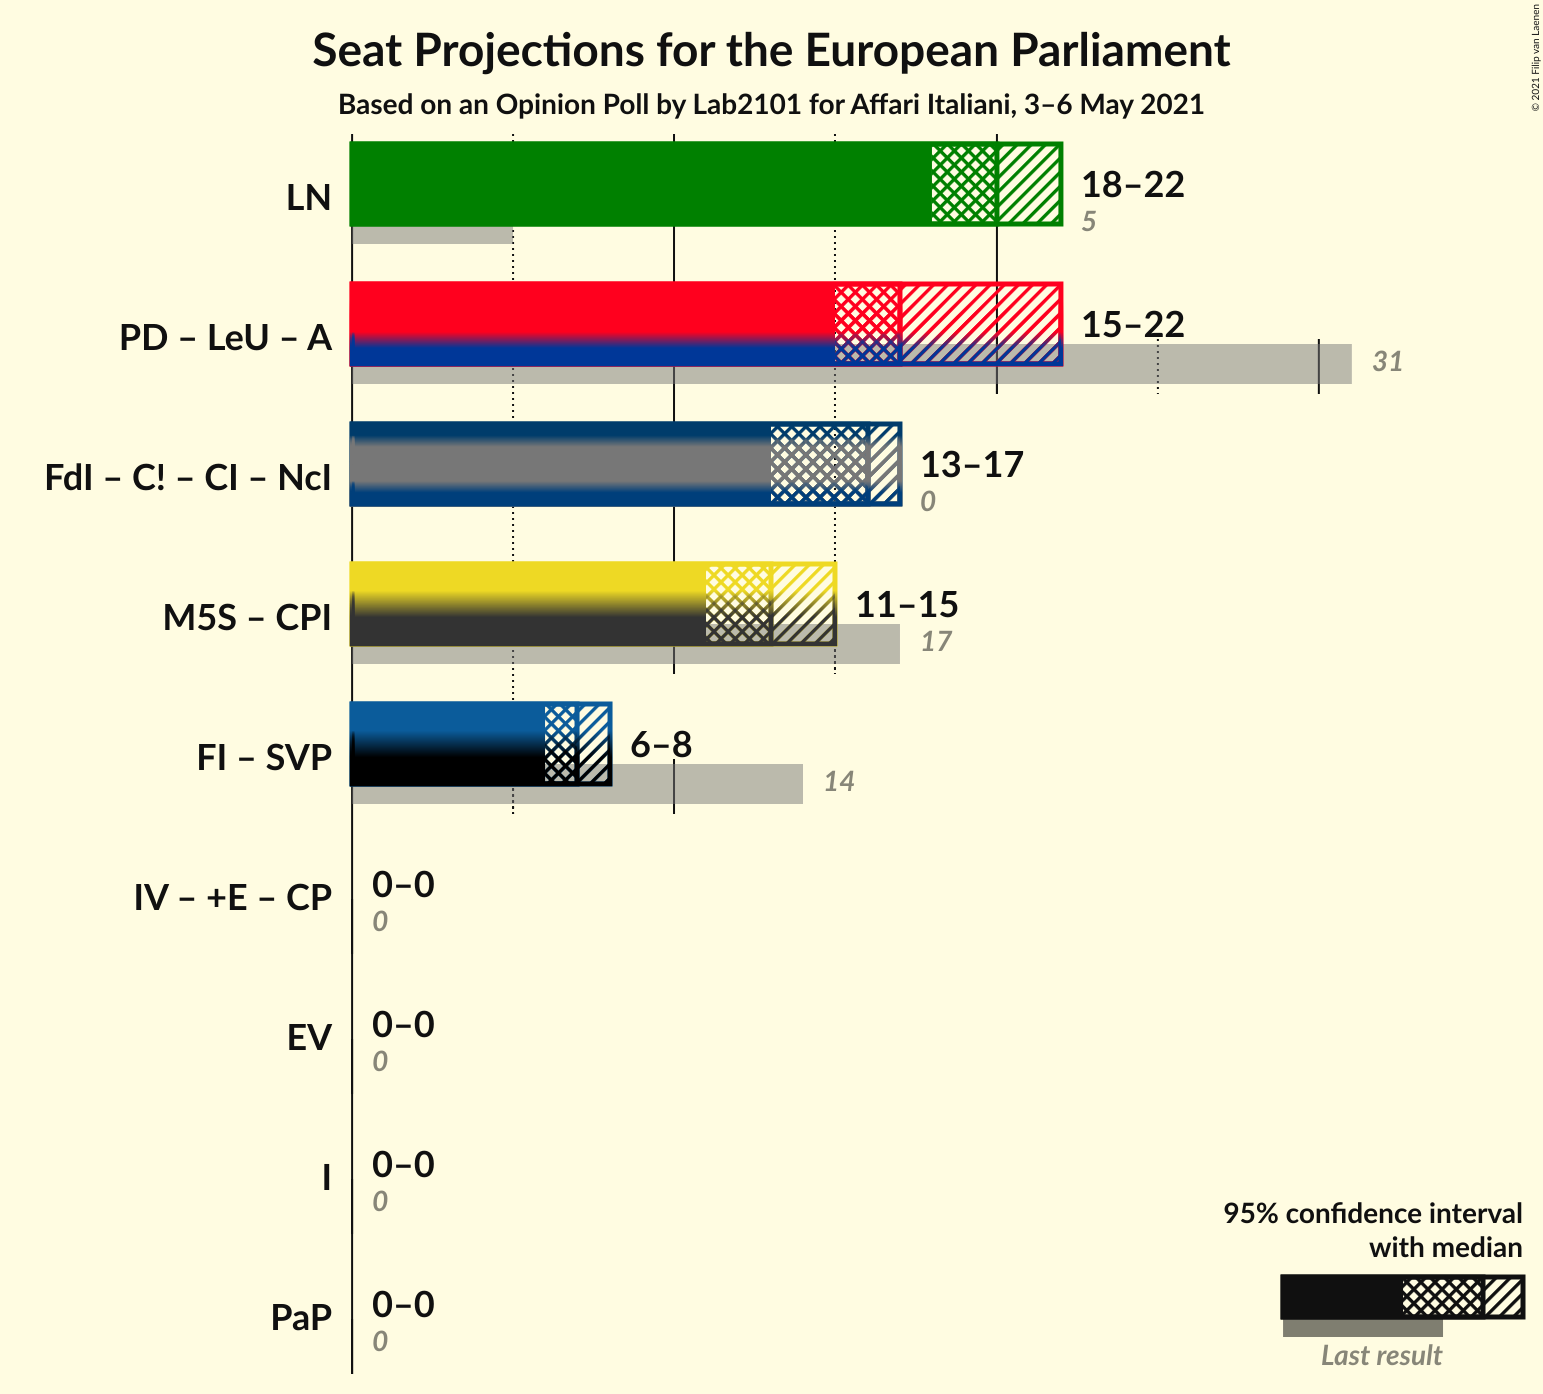 Seat Projections for the European Parliament
Based on an Opinion Poll by Lab2101 for Affari Italiani, 3–6 May 2021
© 2021 Filip van Laenen
LN
18–22
5
PD – LeU – A
15–22
31
FdI – C! – CI – NcI
13–17
0
M5S – CPI
11–15
17
FI – SVP
6–8
14
IV – +E – CP
0–0
0
EV
0–0
0
I
0–0
0
PaP
0–0
0
95% confidence interval
with median
Last result